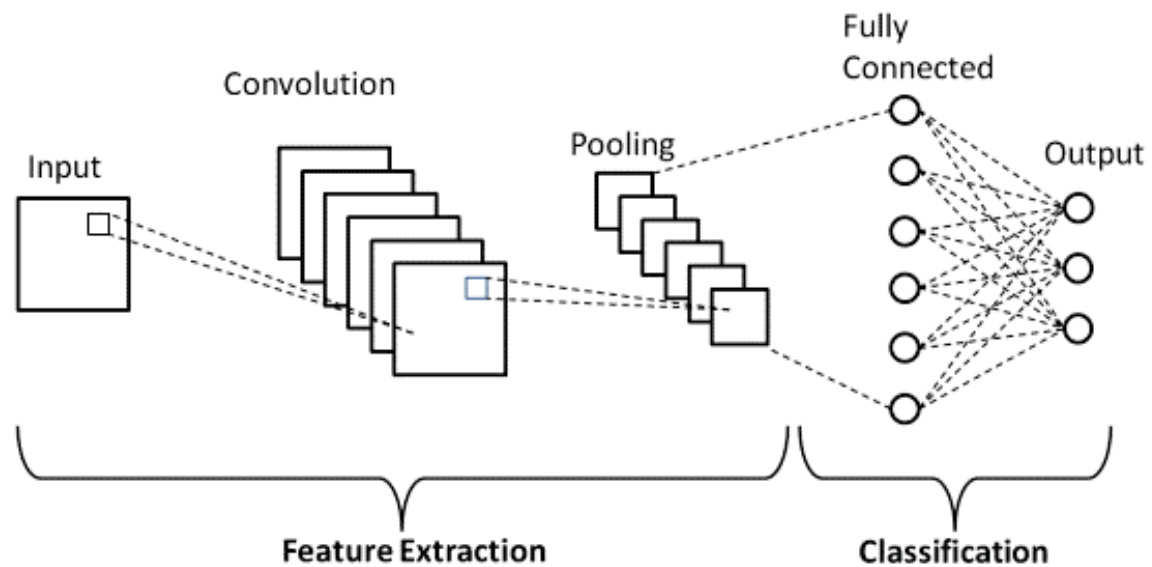 Input
Convolution
Pooling
Fully
Connected
Output
Feature Extraction
Classification